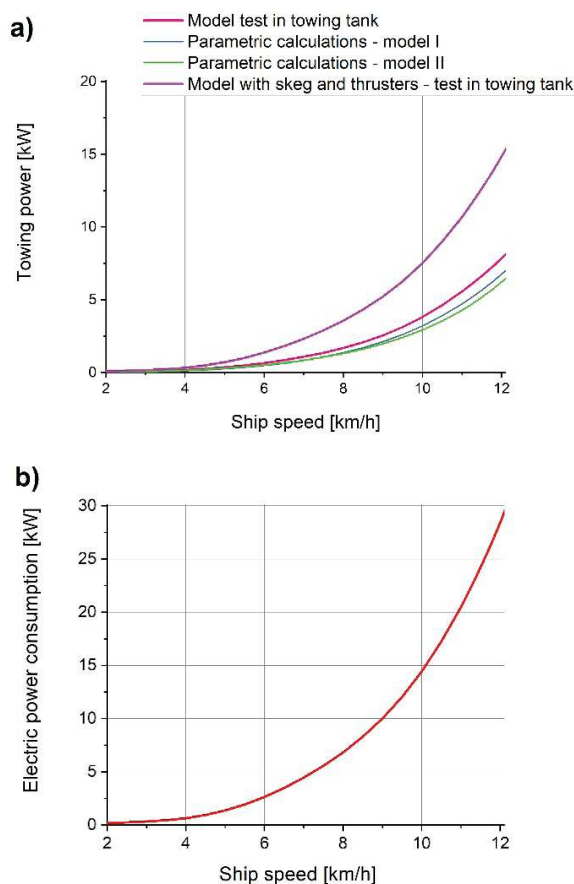 a)
Model test in towing tank
Parametric calculations - model I
Parametric calculations - model II
Model with skeg and thrusters - test in towing tank
Towing power [kW]
20
15
10
5
0
2 4 6 8 10 12
Ship speed [km/h]
b)
Electric power consumption [kW]
30
25
20
15
10
5
0
2 4 6 8 10 12
Ship speed [km/h]